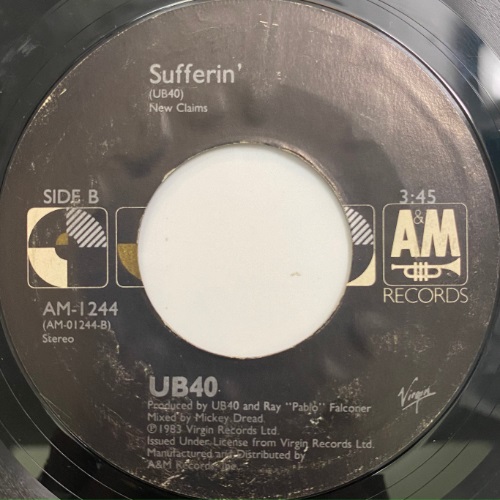 Sufferin'
(UB40)
New Claims
SIDE B
3:45
&
A&M
RECORDS
AM-1244
(AM-01244-B)
Stereo
UB40
Produced by UB40 and Ray "Pablo" Falconer
Mixed by Mickey Dread.
Ⓟ1983 Virgin Records Ltd.
Issued Under License from Virgin Records Ltd.
Manufactured and Distributed by
A&M Records, Inc.
Virgin